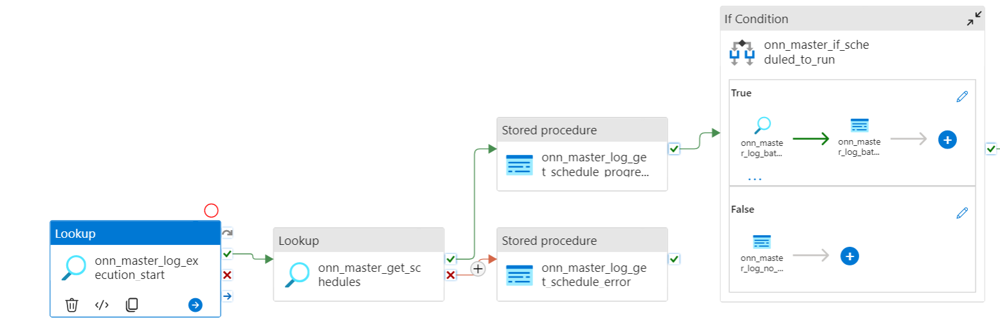 If Condition
onn_master_if_sche
duled_to_run
True
onn_maste
r_log_bat...
onn_maste
r_log_bat...
...
False
onn_maste
r_log_no_...
Stored procedure
onn_master_log_ge
t_schedule_progre...
Stored procedure
onn_master_log_ge
t_schedule_error
Lookup
onn_master_get_sc
hedules
Lookup
onn_master_log_ex
ecution_start